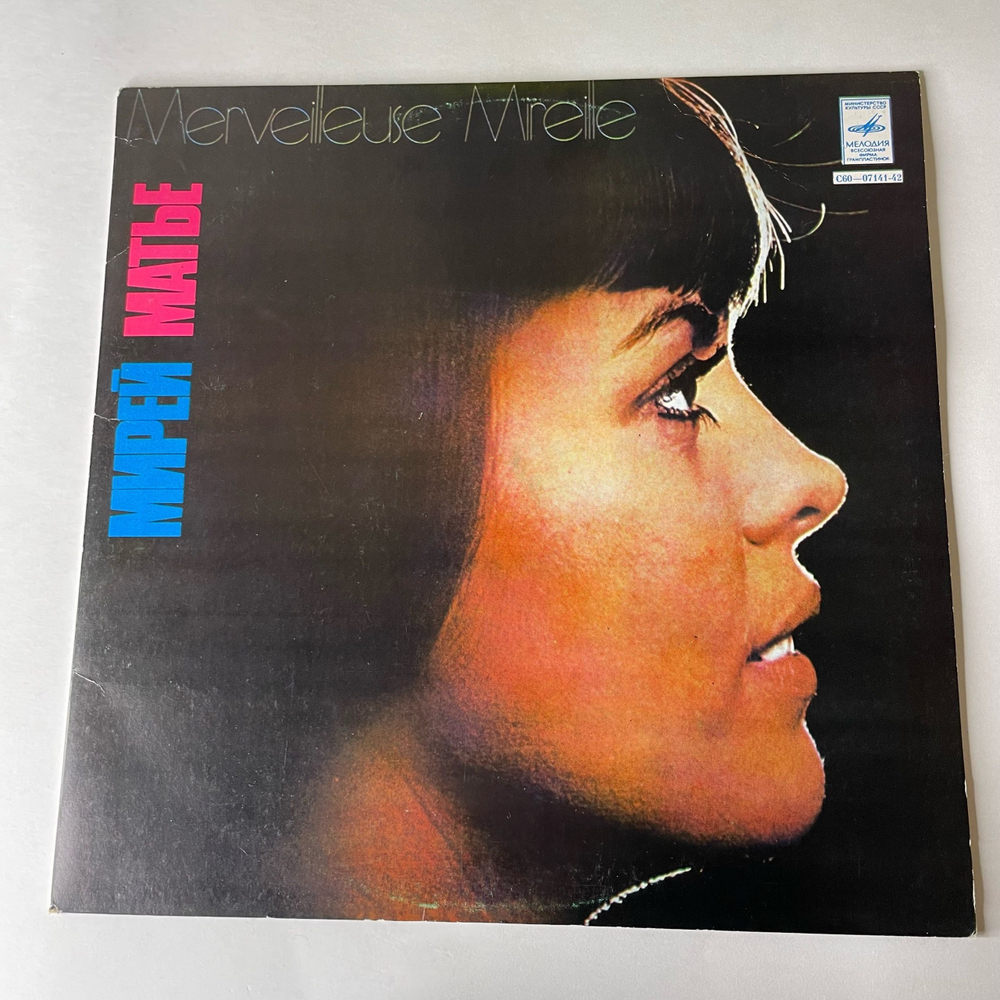 Merveilleuse Mireille
МИНИСТЕРСТВО
КУЛЬТУРЫ СССР
МЕЛОДИЯ
ВСЕСОЮЗНАЯ
ФИРМА
ГРАМПЛАСТИНОК
С60—07141-42
МИРЕЙ МАТЬЕ